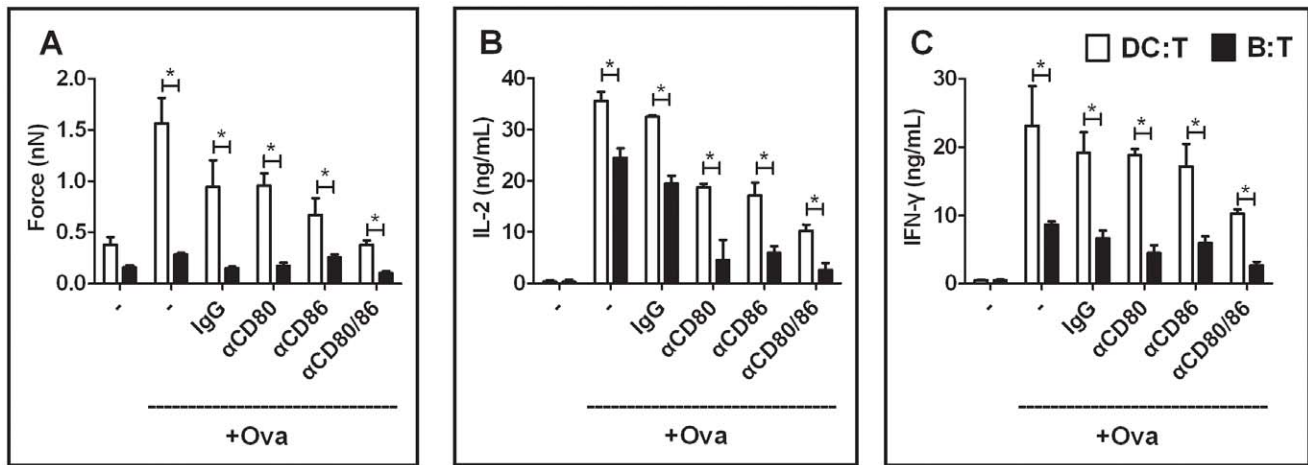 A
Force (nN)
2.0
1.5
1.0
0.5
0.0
* * * * *
- - IgG αCD80 αCD86 αCD80/86
+Ova
B
IL-2 (ng/mL)
40
30
20
10
0
* * * * *
- - IgG αCD80 αCD86 αCD80/86
+Ova
C
DC:T B:T
IFN-γ (ng/mL)
30
20
10
0
* * * * *
- - IgG αCD80 αCD86 αCD80/86
+Ova